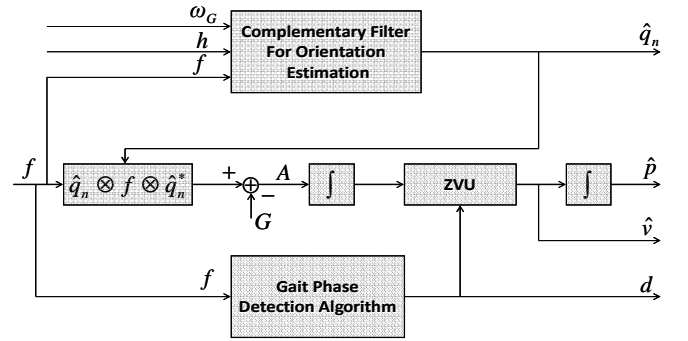 ω_G
h
f
Complementary Filter
For Orientation
Estimation
q̂_n
f
q̂_n ⊗ f ⊗ q̂_n^*
+
−
G
A
∫
ZVU
∫
p̂
v̂
f
Gait Phase
Detection Algorithm
d